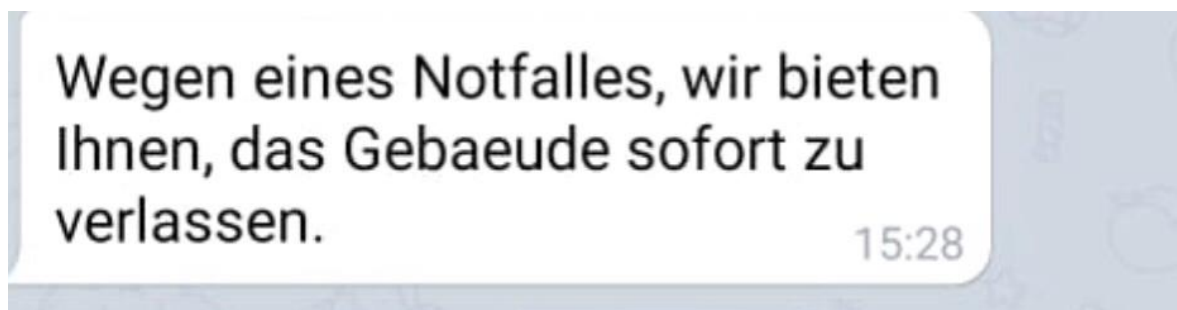 Wegen eines Notfalles, wir bieten
Ihnen, das Gebaeude sofort zu
verlassen.
15:28